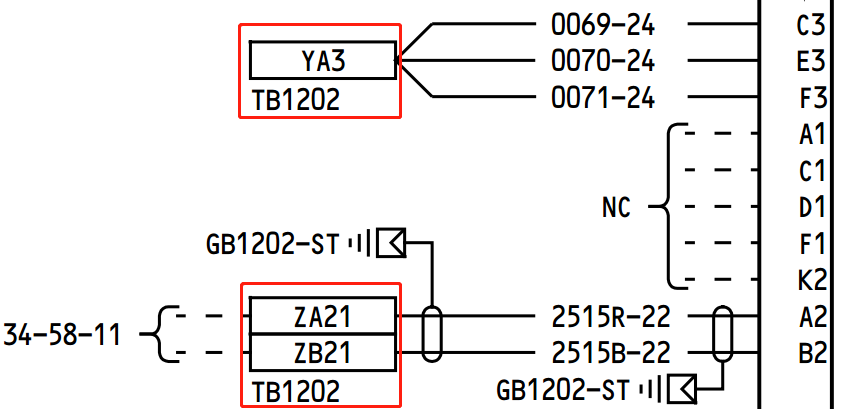 0069-24 C3
YA3 0070-24 E3
TB1202 0071-24 F3
A1
C1
NC D1
GB1202-ST F1
K2
ZA21 2515R-22 A2
34-58-11
ZB21 2515B-22 B2
TB1202 GB1202-ST